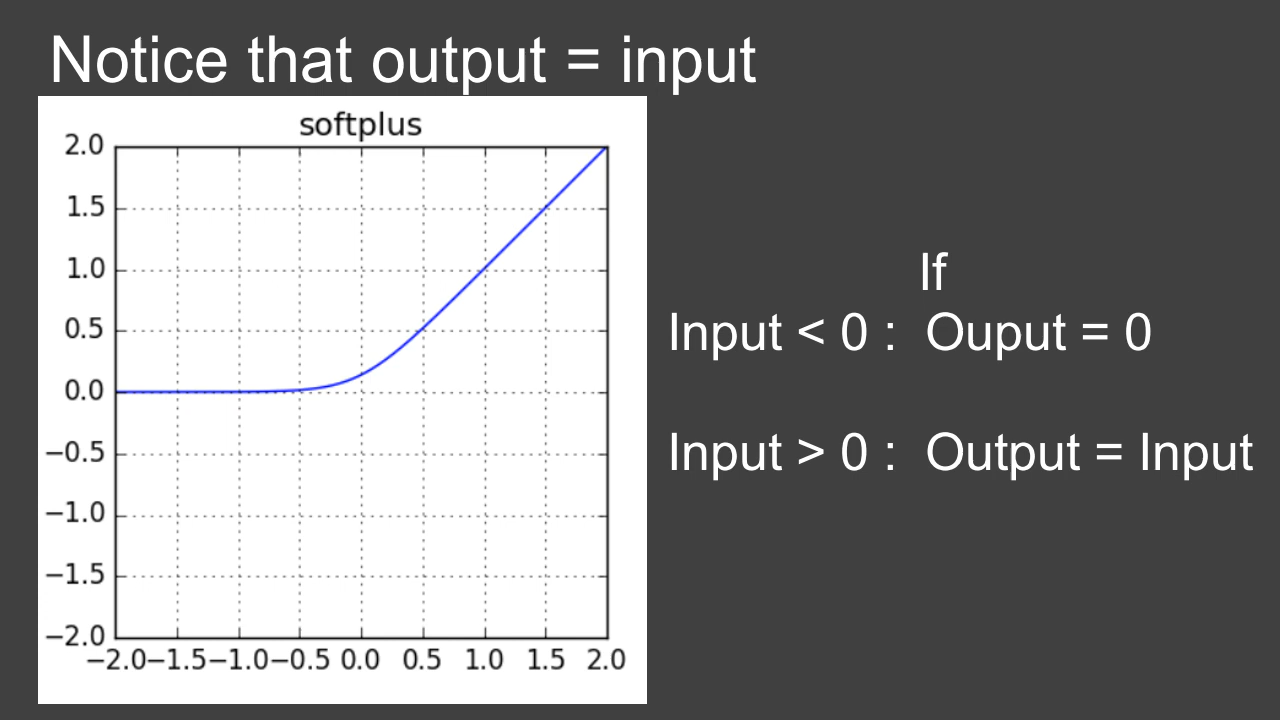 Notice that output = input
softplus
2.0
1.5
1.0
0.5
0.0
−0.5
−1.0
−1.5
−2.0
−2.0 −1.5 −1.0 −0.5 0.0 0.5 1.0 1.5 2.0
If
Input < 0 : Ouput = 0
Input > 0 : Output = Input